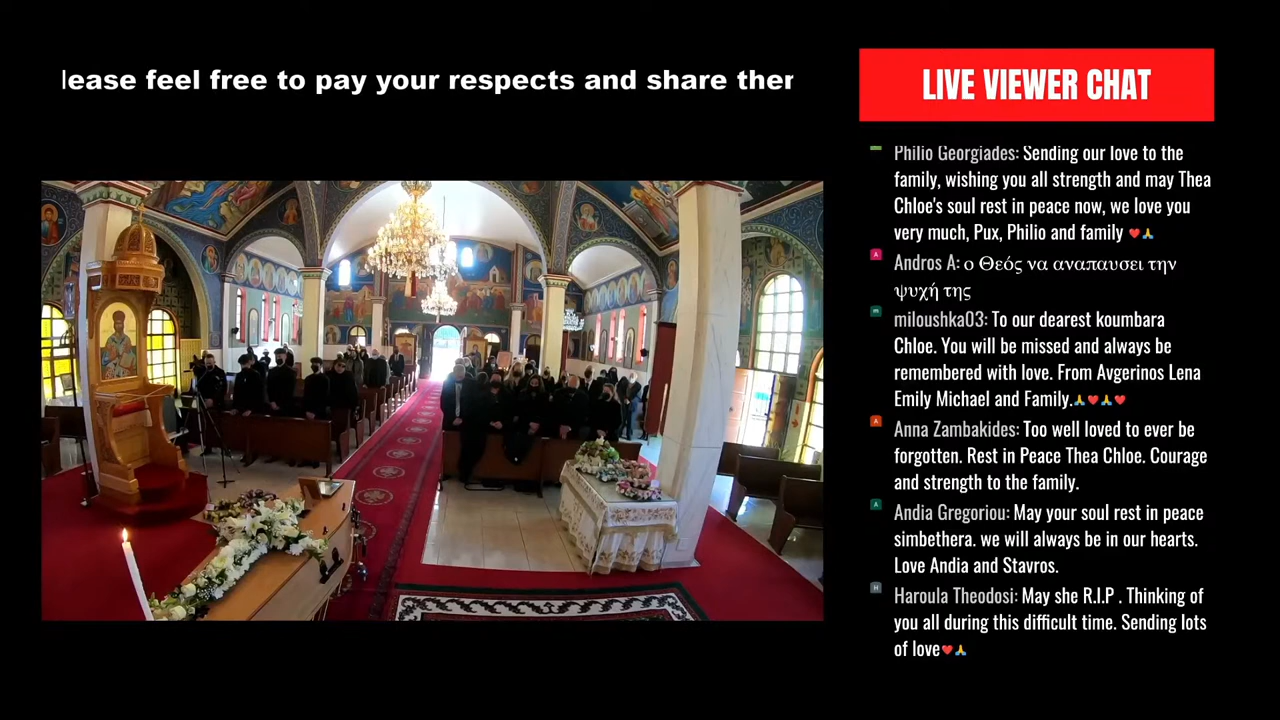 lease feel free to pay your respects and share
LIVE VIEWER CHAT
Philio Georgiades: Sending our love to the
family, wishing you all strength and may Thea
Chloe's soul rest in peace now, we love you
very much, Pux, Philio and family ❤️🙏
Andros A: ο Θεός να αναπαυσει την
ψυχή της
miloushka03: To our dearest koumbara
Chloe. You will be missed and always be
remembered with love. From Avgerinos Lena
Emily Michael and Family.🙏❤️🙏❤️
Anna Zambakides: Too well loved to ever be
forgotten. Rest in Peace Thea Chloe. Courage
and strength to the family.
Andia Gregoriou: May your soul rest in peace
simbethera. we will always be in our hearts.
Love Andia and Stavros.
Haroula Theodosi: May she R.I.P . Thinking of
you all during this difficult time. Sending lots
of love❤️🙏